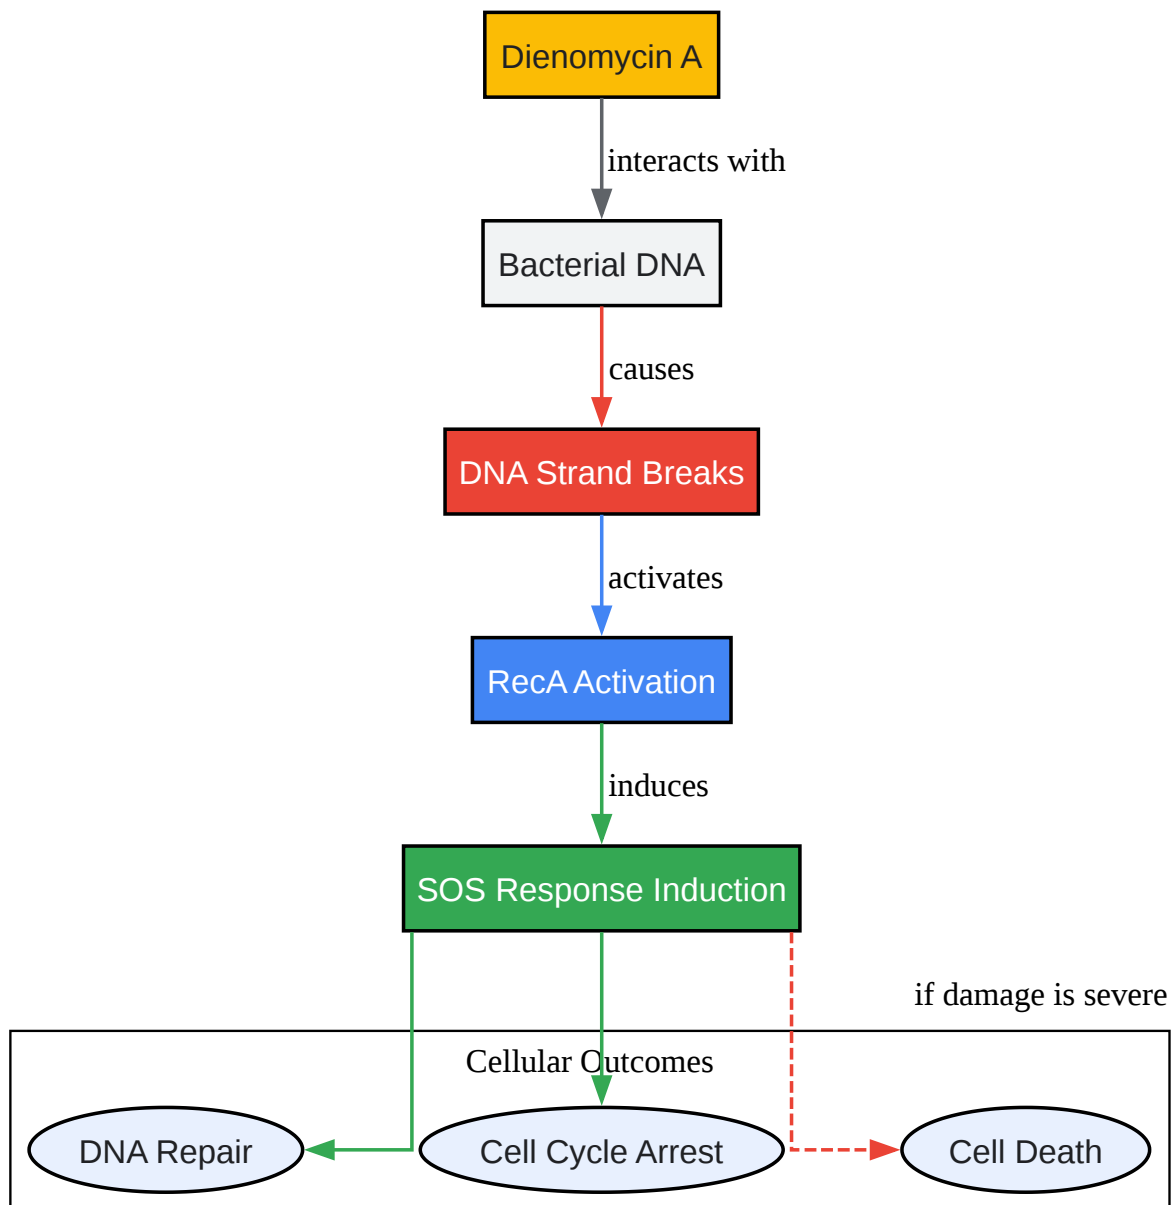 Dienomycin A
interacts with
Bacterial DNA
causes
DNA Strand Breaks
activates
RecA Activation
induces
SOS Response Induction
if damage is severe
Cellular Outcomes
DNA Repair
Cell Cycle Arrest
Cell Death